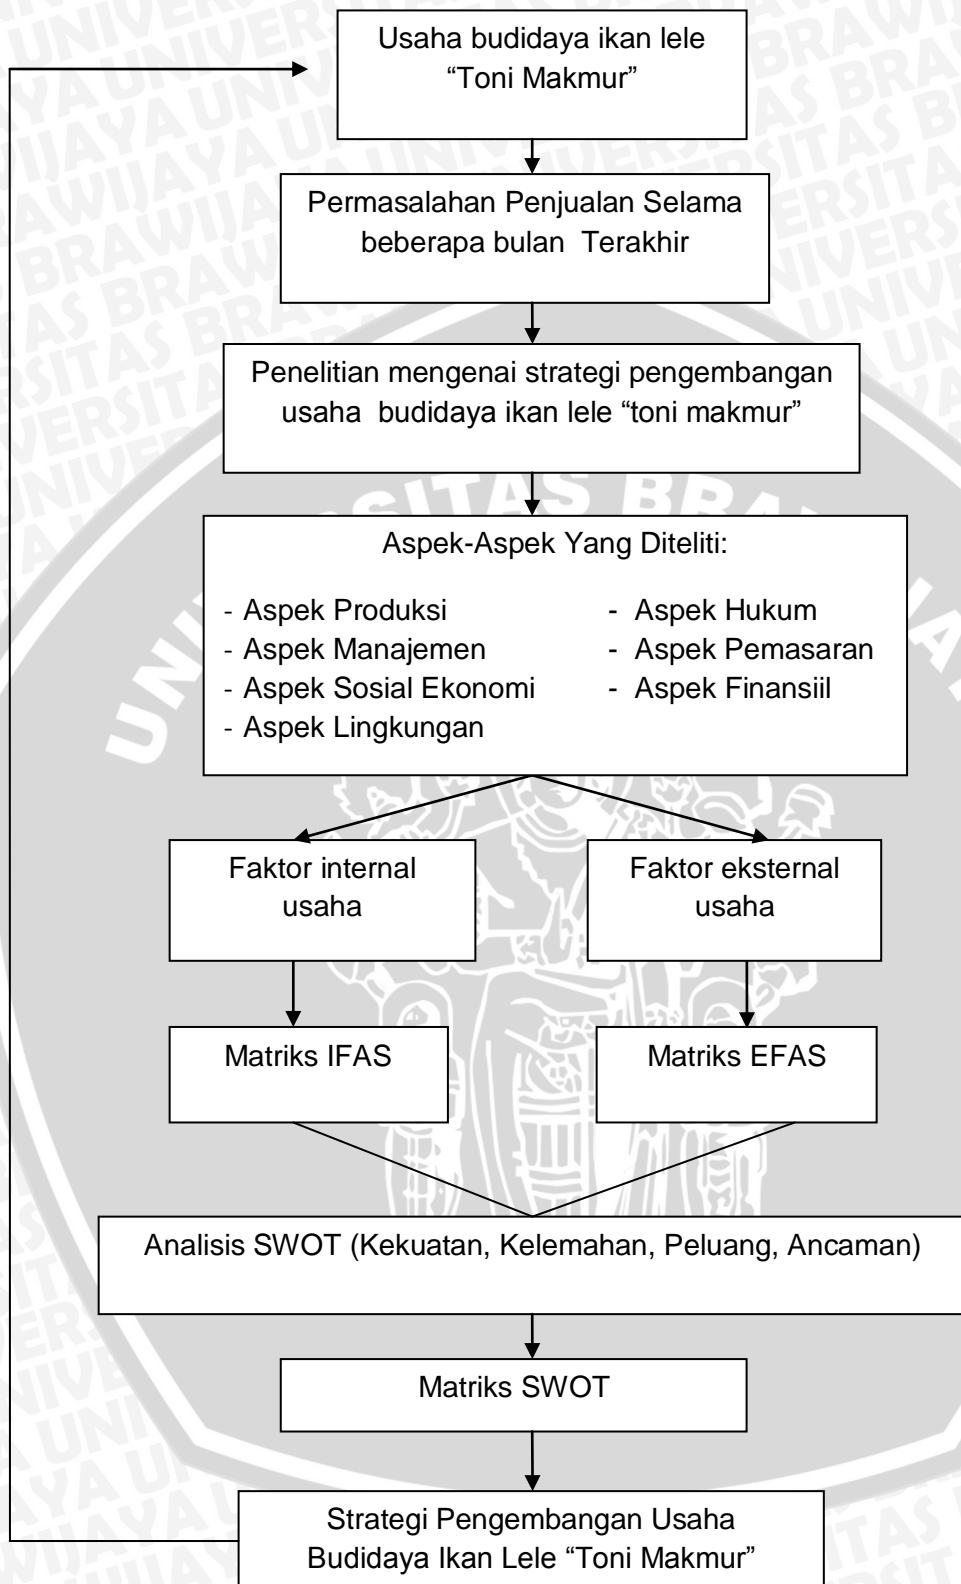 Usaha budidaya ikan lele
“Toni Makmur”
Permasalahan Penjualan Selama
beberapa bulan Terakhir
Penelitian mengenai strategi pengembangan
usaha budidaya ikan lele “toni makmur”
Aspek-Aspek Yang Diteliti:
- Aspek Produksi
- Aspek Manajemen
- Aspek Sosial Ekonomi
- Aspek Lingkungan
- Aspek Hukum
- Aspek Pemasaran
- Aspek Finansiil
Faktor internal
usaha
Faktor eksternal
usaha
Matriks IFAS
Matriks EFAS
Analisis SWOT (Kekuatan, Kelemahan, Peluang, Ancaman)
Matriks SWOT
Strategi Pengembangan Usaha
Budidaya Ikan Lele “Toni Makmur”